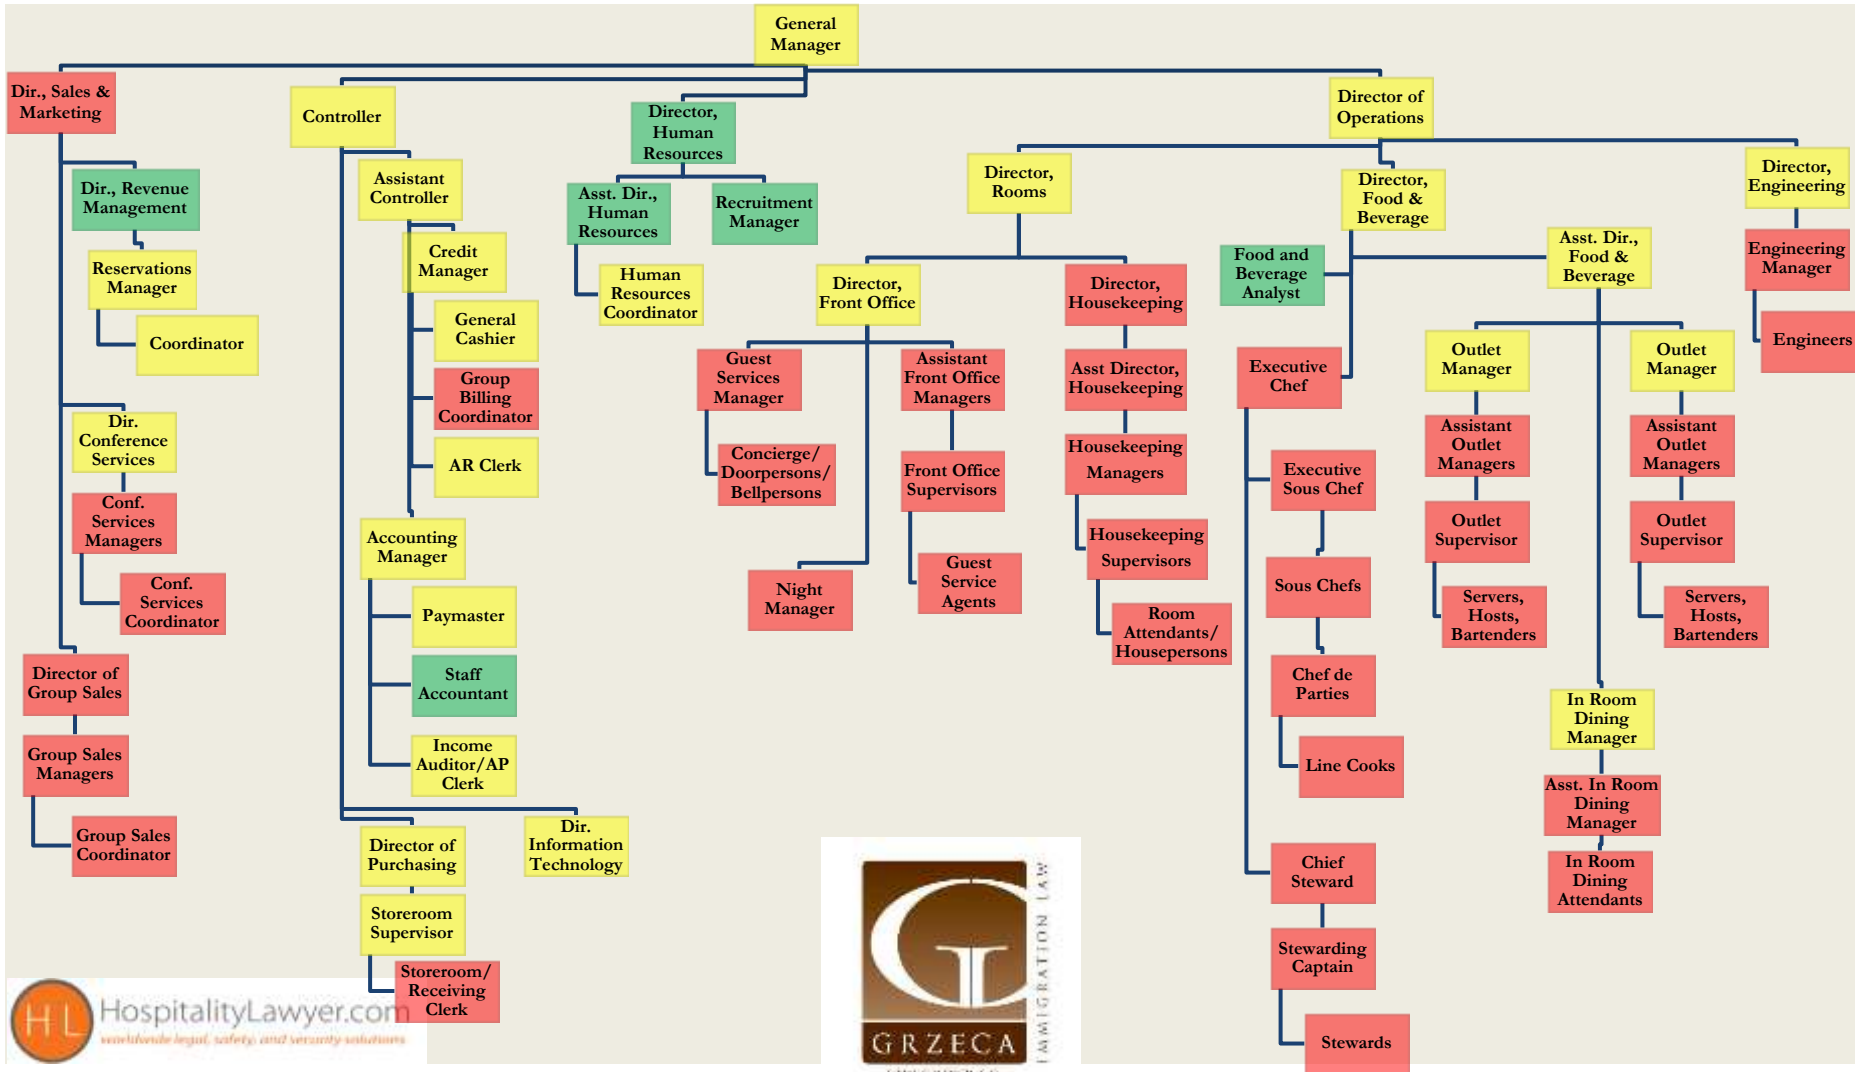 General
Manager
Dir., Sales &
Marketing
Controller
Director,
Human
Resources
Director of
Operations
Dir., Revenue
Management
Reservations
Manager
Coordinator
Dir.
Conference
Services
Conf.
Services
Managers
Conf.
Services
Coordinator
Director of
Group Sales
Group Sales
Managers
Group Sales
Coordinator
Assistant
Controller
Credit
Manager
General
Cashier
Group
Billing
Coordinator
AR Clerk
Accounting
Manager
Paymaster
Staff
Accountant
Income
Auditor/AP
Clerk
Director of
Purchasing
Dir.
Information
Technology
Storeroom
Supervisor
Storeroom/
Receiving
Clerk
Asst. Dir.,
Human
Resources
Recruitment
Manager
Human
Resources
Coordinator
Director,
Rooms
Director,
Food &
Beverage
Director,
Engineering
Director,
Front Office
Director,
Housekeeping
Guest
Services
Manager
Assistant
Front Office
Managers
Concierge/
Doorpersons/
Bellpersons
Front Office
Supervisors
Night
Manager
Guest
Service
Agents
Asst Director,
Housekeeping
Housekeeping
Managers
Housekeeping
Supervisors
Room
Attendants/
Housepersons
Food and
Beverage
Analyst
Asst. Dir.,
Food &
Beverage
Executive
Chef
Executive
Sous Chef
Sous Chefs
Chef de
Parties
Line Cooks
Chief
Steward
Stewarding
Captain
Stewards
Outlet
Manager
Assistant
Outlet
Managers
Outlet
Supervisor
Servers,
Hosts,
Bartenders
Outlet
Manager
Assistant
Outlet
Managers
Outlet
Supervisor
Servers,
Hosts,
Bartenders
In Room
Dining
Manager
Asst. In Room
Dining
Manager
In Room
Dining
Attendants
Engineering
Manager
Engineers
HL
HospitalityLawyer.com
worldwide legal, safety, and security solutions
G
GRZECA
IMMIGRATION LAW